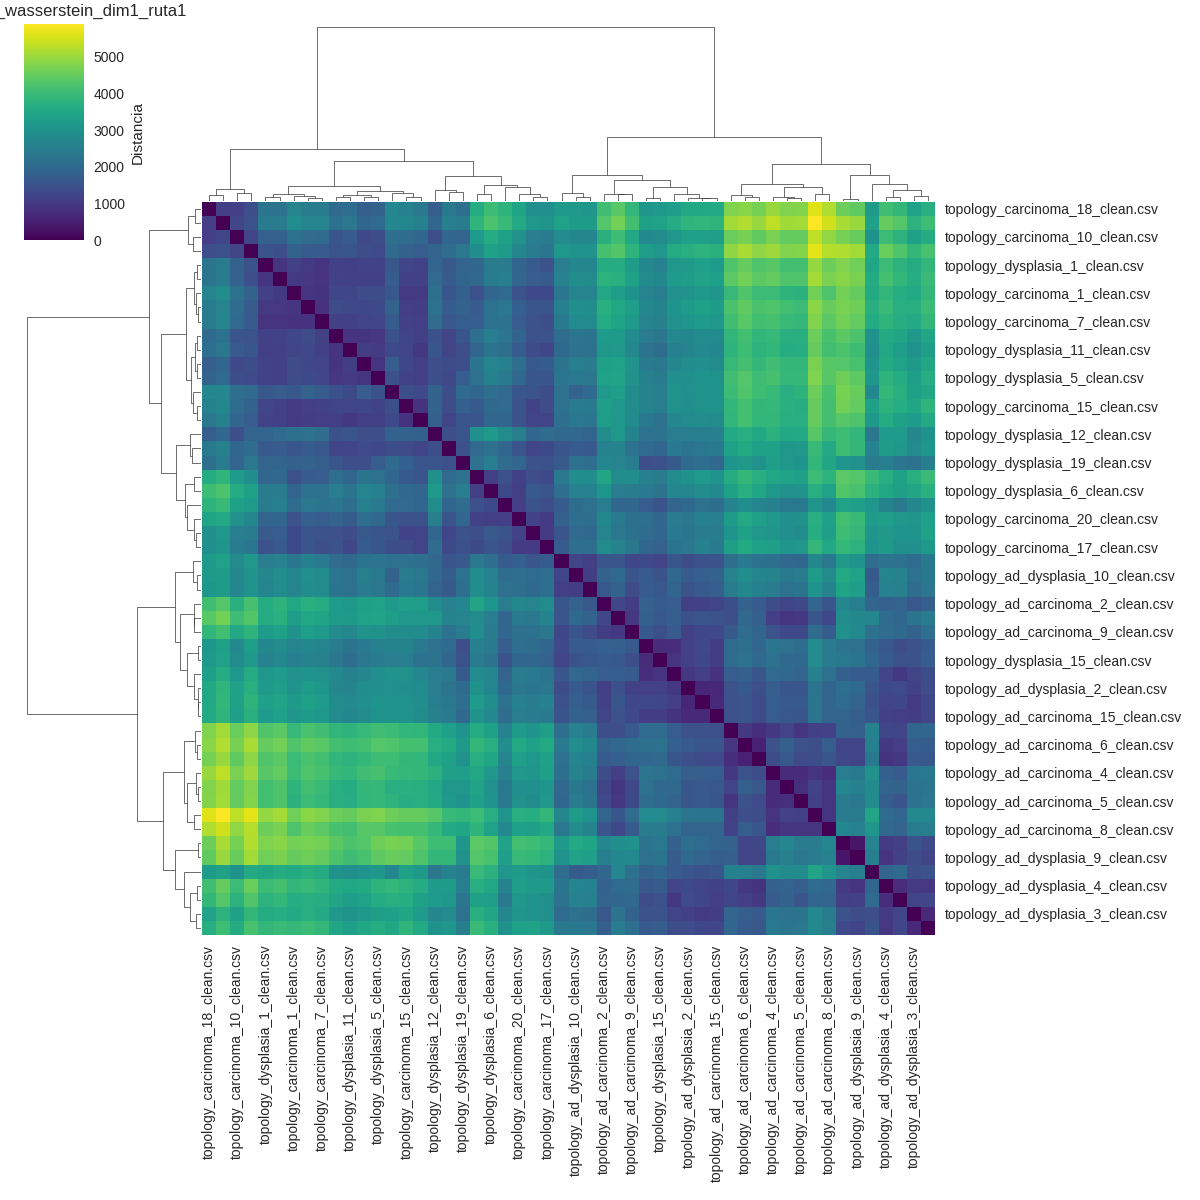 _wasserstein_dim1_ruta1
5000
4000
3000
2000
1000
0
Distancia
topology_carcinoma_18_clean.csv
topology_carcinoma_10_clean.csv
topology_dysplasia_1_clean.csv
topology_carcinoma_1_clean.csv
topology_carcinoma_7_clean.csv
topology_dysplasia_11_clean.csv
topology_dysplasia_5_clean.csv
topology_carcinoma_15_clean.csv
topology_dysplasia_12_clean.csv
topology_dysplasia_19_clean.csv
topology_dysplasia_6_clean.csv
topology_carcinoma_20_clean.csv
topology_carcinoma_17_clean.csv
topology_ad_dysplasia_10_clean.csv
topology_ad_carcinoma_2_clean.csv
topology_ad_carcinoma_9_clean.csv
topology_dysplasia_15_clean.csv
topology_ad_dysplasia_2_clean.csv
topology_ad_carcinoma_15_clean.csv
topology_ad_carcinoma_6_clean.csv
topology_ad_carcinoma_4_clean.csv
topology_ad_carcinoma_5_clean.csv
topology_ad_carcinoma_8_clean.csv
topology_ad_dysplasia_9_clean.csv
topology_ad_dysplasia_4_clean.csv
topology_ad_dysplasia_3_clean.csv
topology_carcinoma_18_clean.csv
topology_carcinoma_10_clean.csv
topology_dysplasia_1_clean.csv
topology_carcinoma_1_clean.csv
topology_carcinoma_7_clean.csv
topology_dysplasia_11_clean.csv
topology_dysplasia_5_clean.csv
topology_carcinoma_15_clean.csv
topology_dysplasia_12_clean.csv
topology_dysplasia_19_clean.csv
topology_dysplasia_6_clean.csv
topology_carcinoma_20_clean.csv
topology_carcinoma_17_clean.csv
topology_ad_dysplasia_10_clean.csv
topology_ad_carcinoma_2_clean.csv
topology_ad_carcinoma_9_clean.csv
topology_dysplasia_15_clean.csv
topology_ad_dysplasia_2_clean.csv
topology_ad_carcinoma_15_clean.csv
topology_ad_carcinoma_6_clean.csv
topology_ad_carcinoma_4_clean.csv
topology_ad_carcinoma_5_clean.csv
topology_ad_carcinoma_8_clean.csv
topology_ad_dysplasia_9_clean.csv
topology_ad_dysplasia_4_clean.csv
topology_ad_dysplasia_3_clean.csv